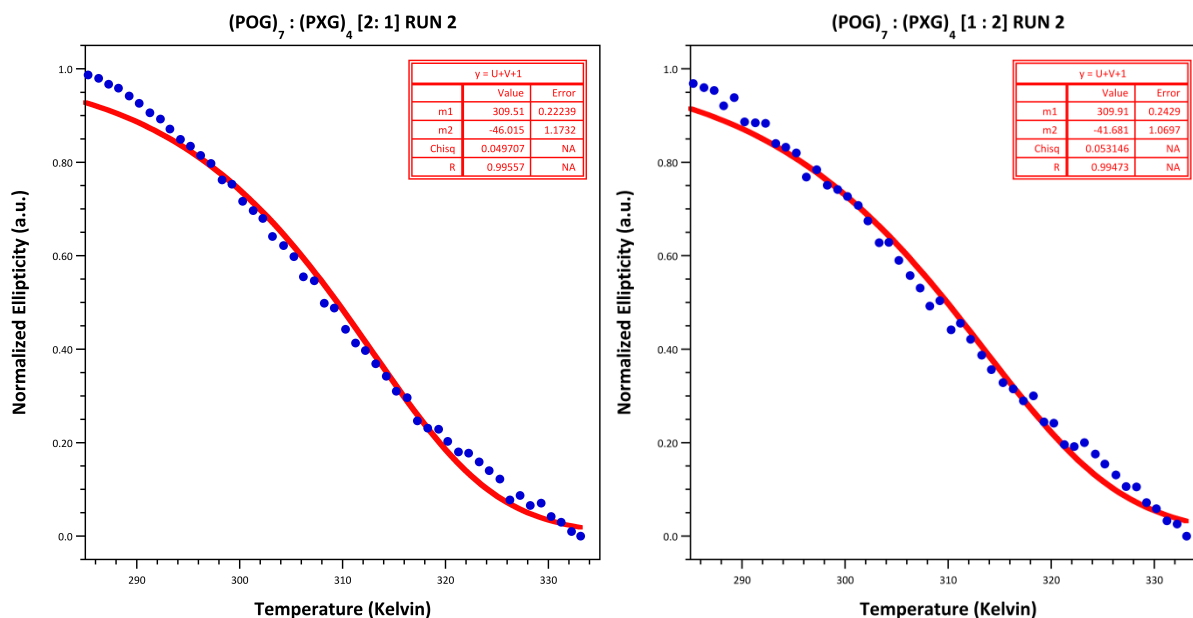 (POG)7 : (PXG)4 [2: 1] RUN 2
Normalized Ellipticity (a.u.)
1.0
0.80
0.60
0.40
0.20
0.0
y = U+V+1
Value Error
m1 309.51 0.22239
m2 -46.015 1.1732
Chisq 0.049707 NA
R 0.99557 NA
290 300 310 320 330
Temperature (Kelvin)
(POG)7 : (PXG)4 [1 : 2] RUN 2
Normalized Ellipticity (a.u.)
1.0
0.80
0.60
0.40
0.20
0.0
y = U+V+1
Value Error
m1 309.91 0.2429
m2 -41.681 1.0697
Chisq 0.053146 NA
R 0.99473 NA
290 300 310 320 330
Temperature (Kelvin)